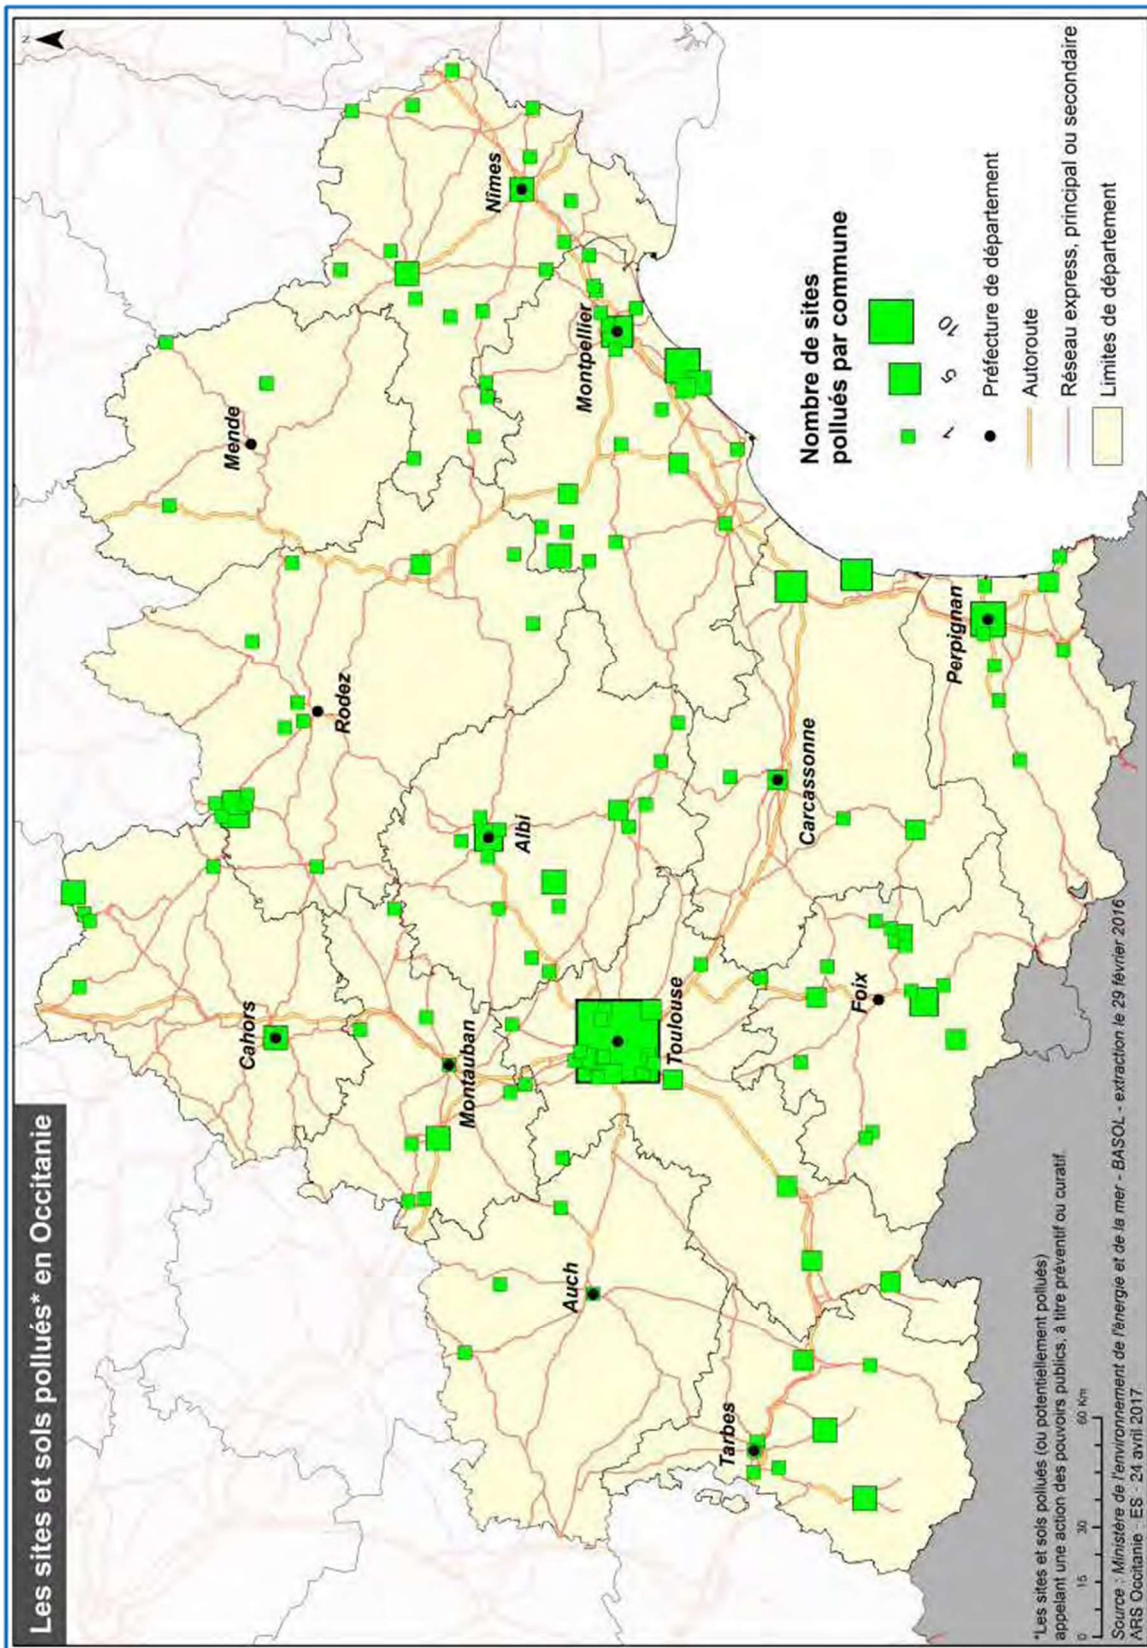 Les sites et sols pollués* en Occitanie
N
Mende
Rodez
Cahors
Nîmes
Albi
Montauban
Montpellier
Auch
Toulouse
Tarbes
Carcassonne
Foix
Perpignan
Nombre de sites
pollués par commune
1
5
10
Préfecture de département
Autoroute
Réseau express, principal ou secondaire
Limites de département
*Les sites et sols pollués (ou potentiellement pollués)
appelant une action des pouvoirs publics, à titre préventif ou curatif.
0 15 30 60 Km
Source : Ministère de l'environnement de l'énergie et de la mer - BASOL - extraction le 29 février 2016
ARS Occitanie - ES - 24 avril 2017